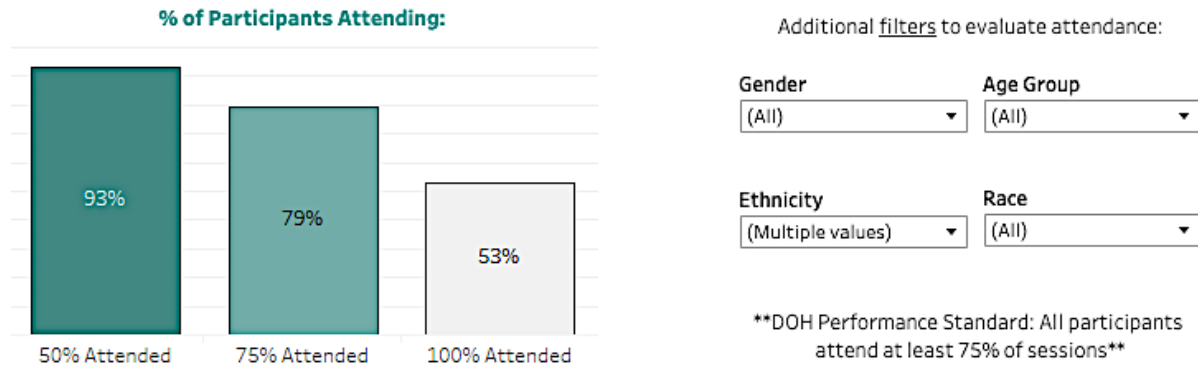 % of Participants Attending:
93%
79%
53%
50% Attended
75% Attended
100% Attended
Additional filters to evaluate attendance:
Gender
(All)
Age Group
(All)
Ethnicity
(Multiple values)
Race
(All)
**DOH Performance Standard: All participants
attend at least 75% of sessions**